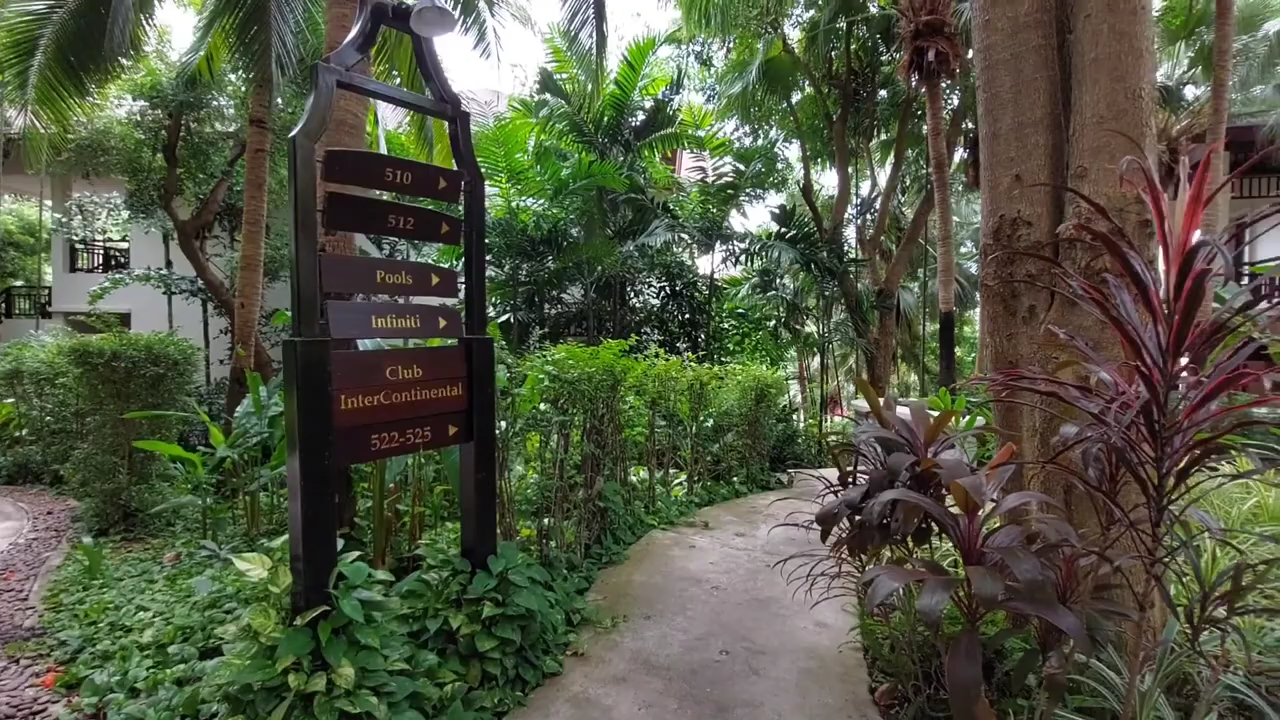 510
512
Pools
Infiniti
Club
InterContinental
522-525